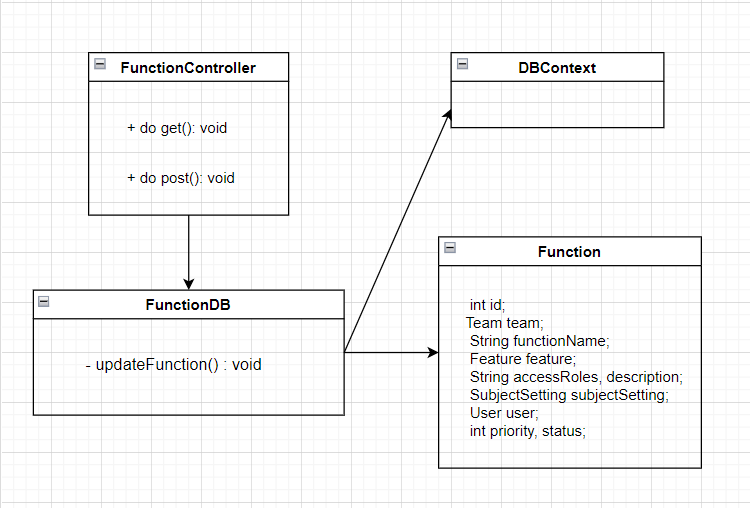 FunctionController
+ do get(): void
+ do post(): void
DBContext
FunctionDB
- updateFunction() : void
Function
int id;
Team team;
String functionName;
Feature feature;
String accessRoles, description;
SubjectSetting subjectSetting;
User user;
int priority, status;